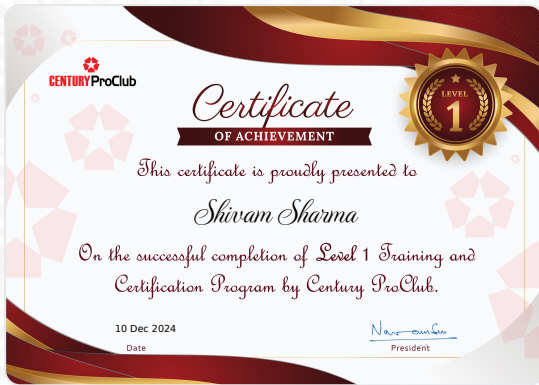 CENTURY ProClub
Certificate
OF ACHIEVEMENT
LEVEL
1
This certificate is proudly presented to
Shivam Sharma
On the successful completion of Level 1 Training and
Certification Program by Century ProClub.
10 Dec 2024
Date
President